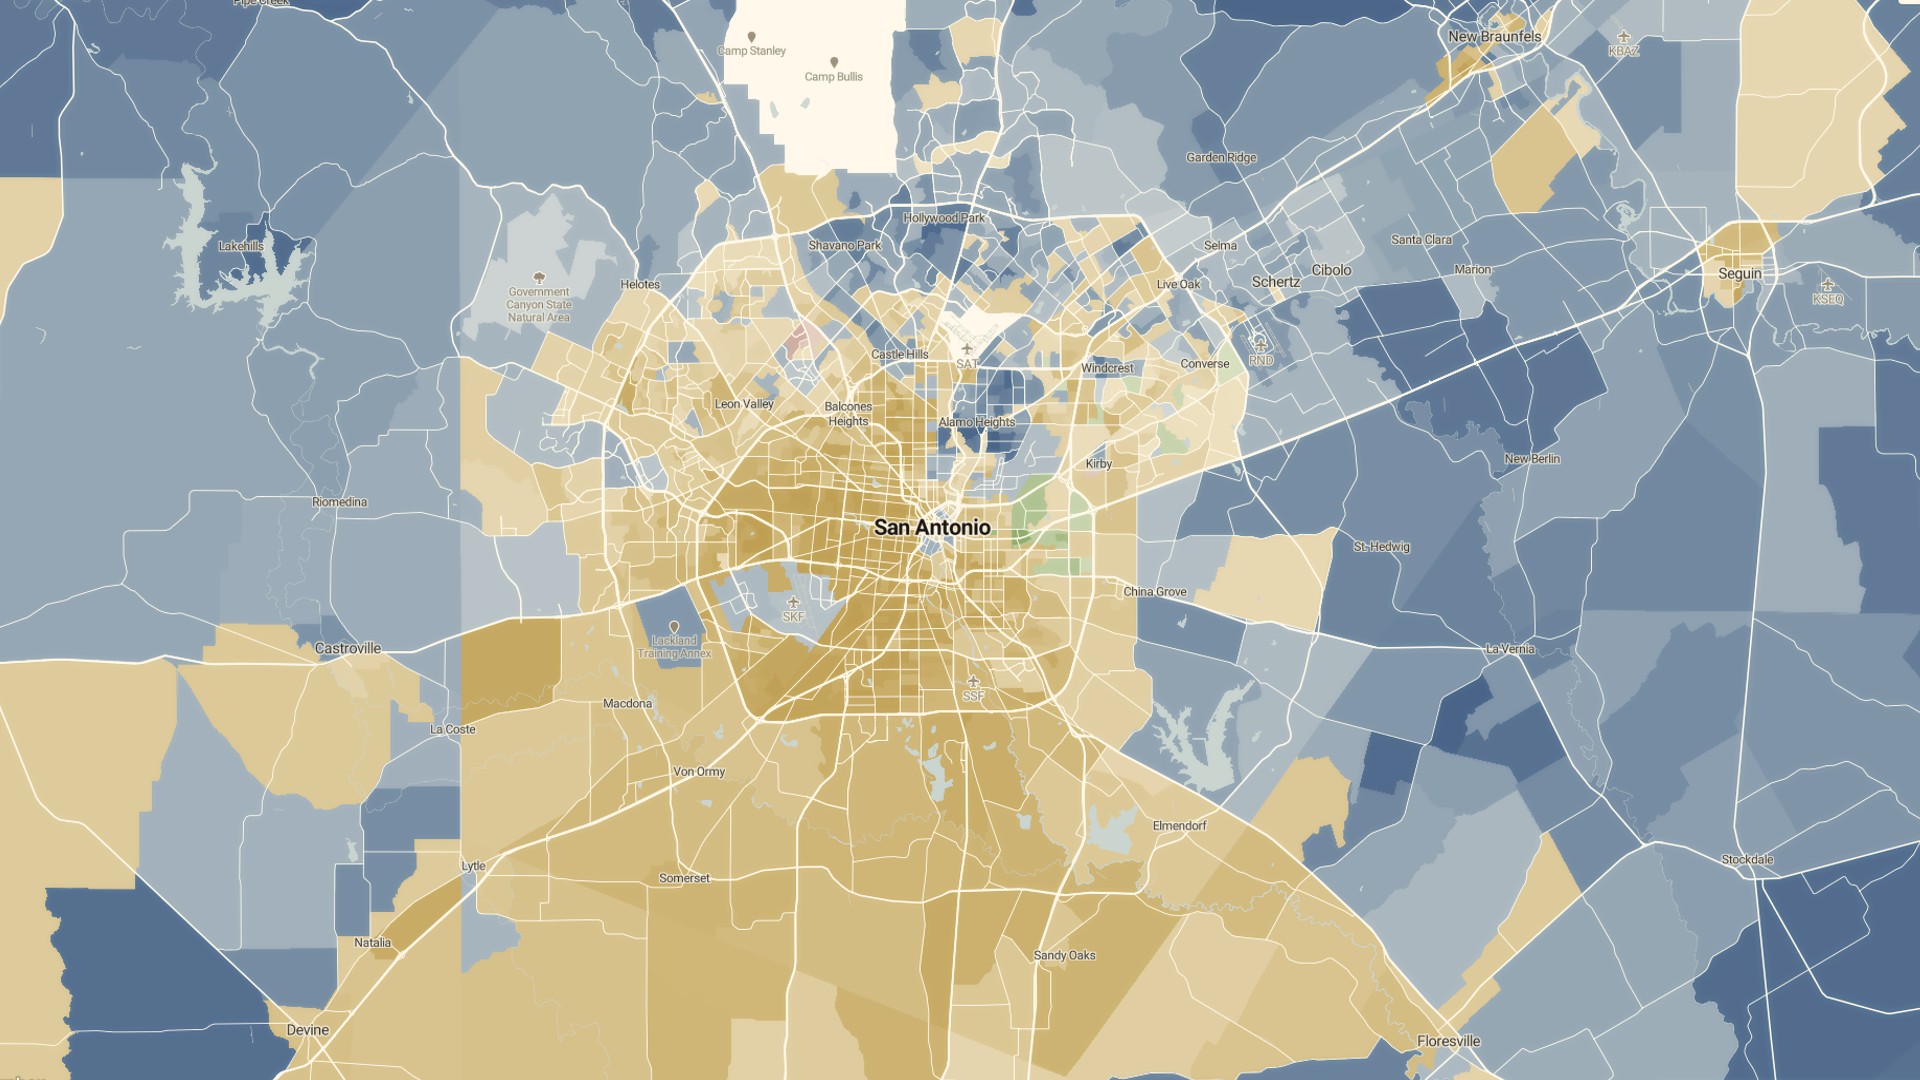 Pipe Creek
Camp Stanley
Camp Bullis
New Braunfels
KBAZ
Garden Ridge
Hollywood Park
Shavano Park
Lakehills
Selma
Santa Clara
Helotes
Live Oak
Schertz
Cibolo
Marion
Seguin
KSEQ
Government
Canyon State
Natural Area
Castle Hills
SAT
Windcrest
Converse
RND
Leon Valley
Balcones
Heights
Alamo Heights
Kirby
New Berlin
Riomedina
San Antonio
St. Hedwig
China Grove
SKF
Lackland
Training Annex
Castroville
La Vernia
SSF
Macdona
La Coste
Von Ormy
Elmendorf
Lytle
Somerset
Stockdale
Natalia
Sandy Oaks
Devine
Floresville